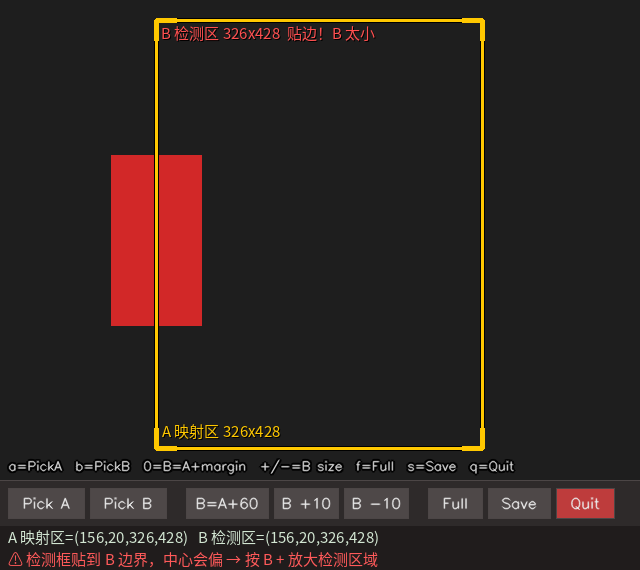 B 检测区 326x428 贴边！B 太小
A 映射区 326x428
a=PickA b=PickB 0=B=A+margin +/-=B size f=Full s=Save q=Quit
Pick A Pick B B=A+60 B +10 B -10 Full Save Quit
A 映射区=(156,20,326,428) B 检测区=(156,20,326,428)
⚠ 检测框贴到 B 边界，中心会偏 → 按 B + 放大检测区域